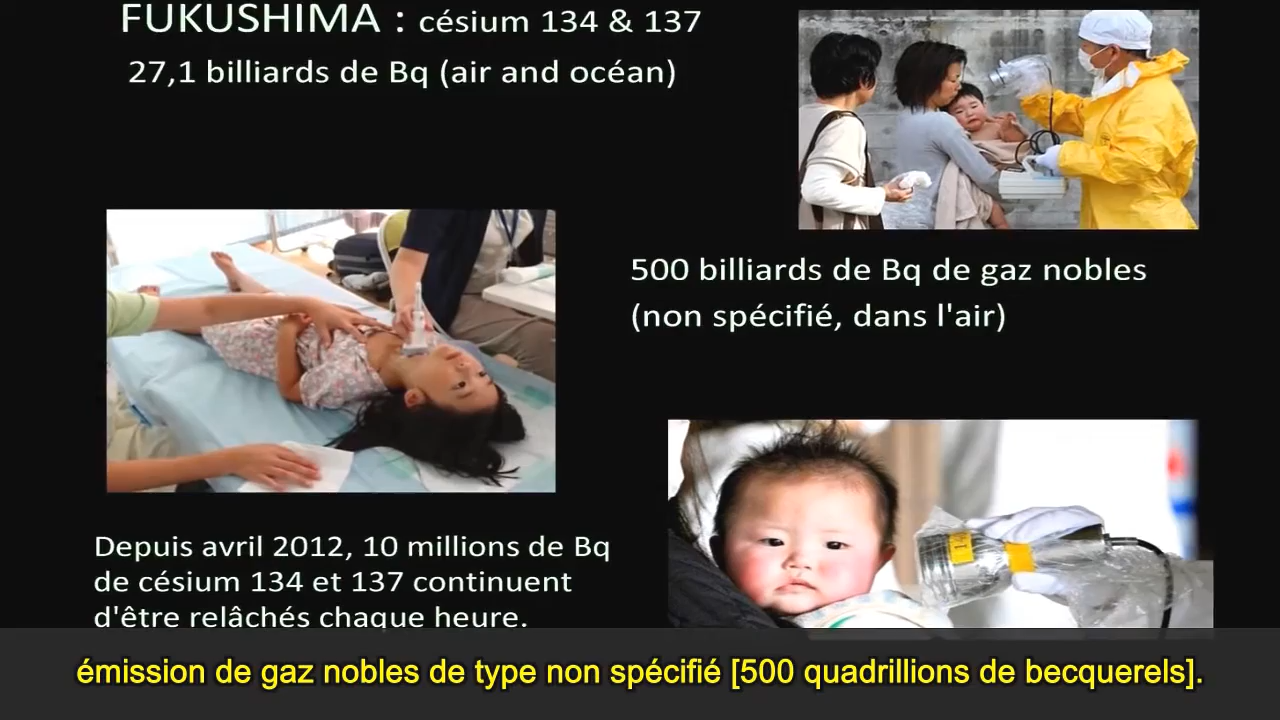 FUKUSHIMA : césium 134 & 137
27,1 billiards de Bq (air and océan)
500 billiards de Bq de gaz nobles
(non spécifié, dans l'air)
Depuis avril 2012, 10 millions de Bq
de césium 134 et 137 continuent
d'être relâchés chaque heure.
émission de gaz nobles de type non spécifié [500 quadrillions de becquerels].